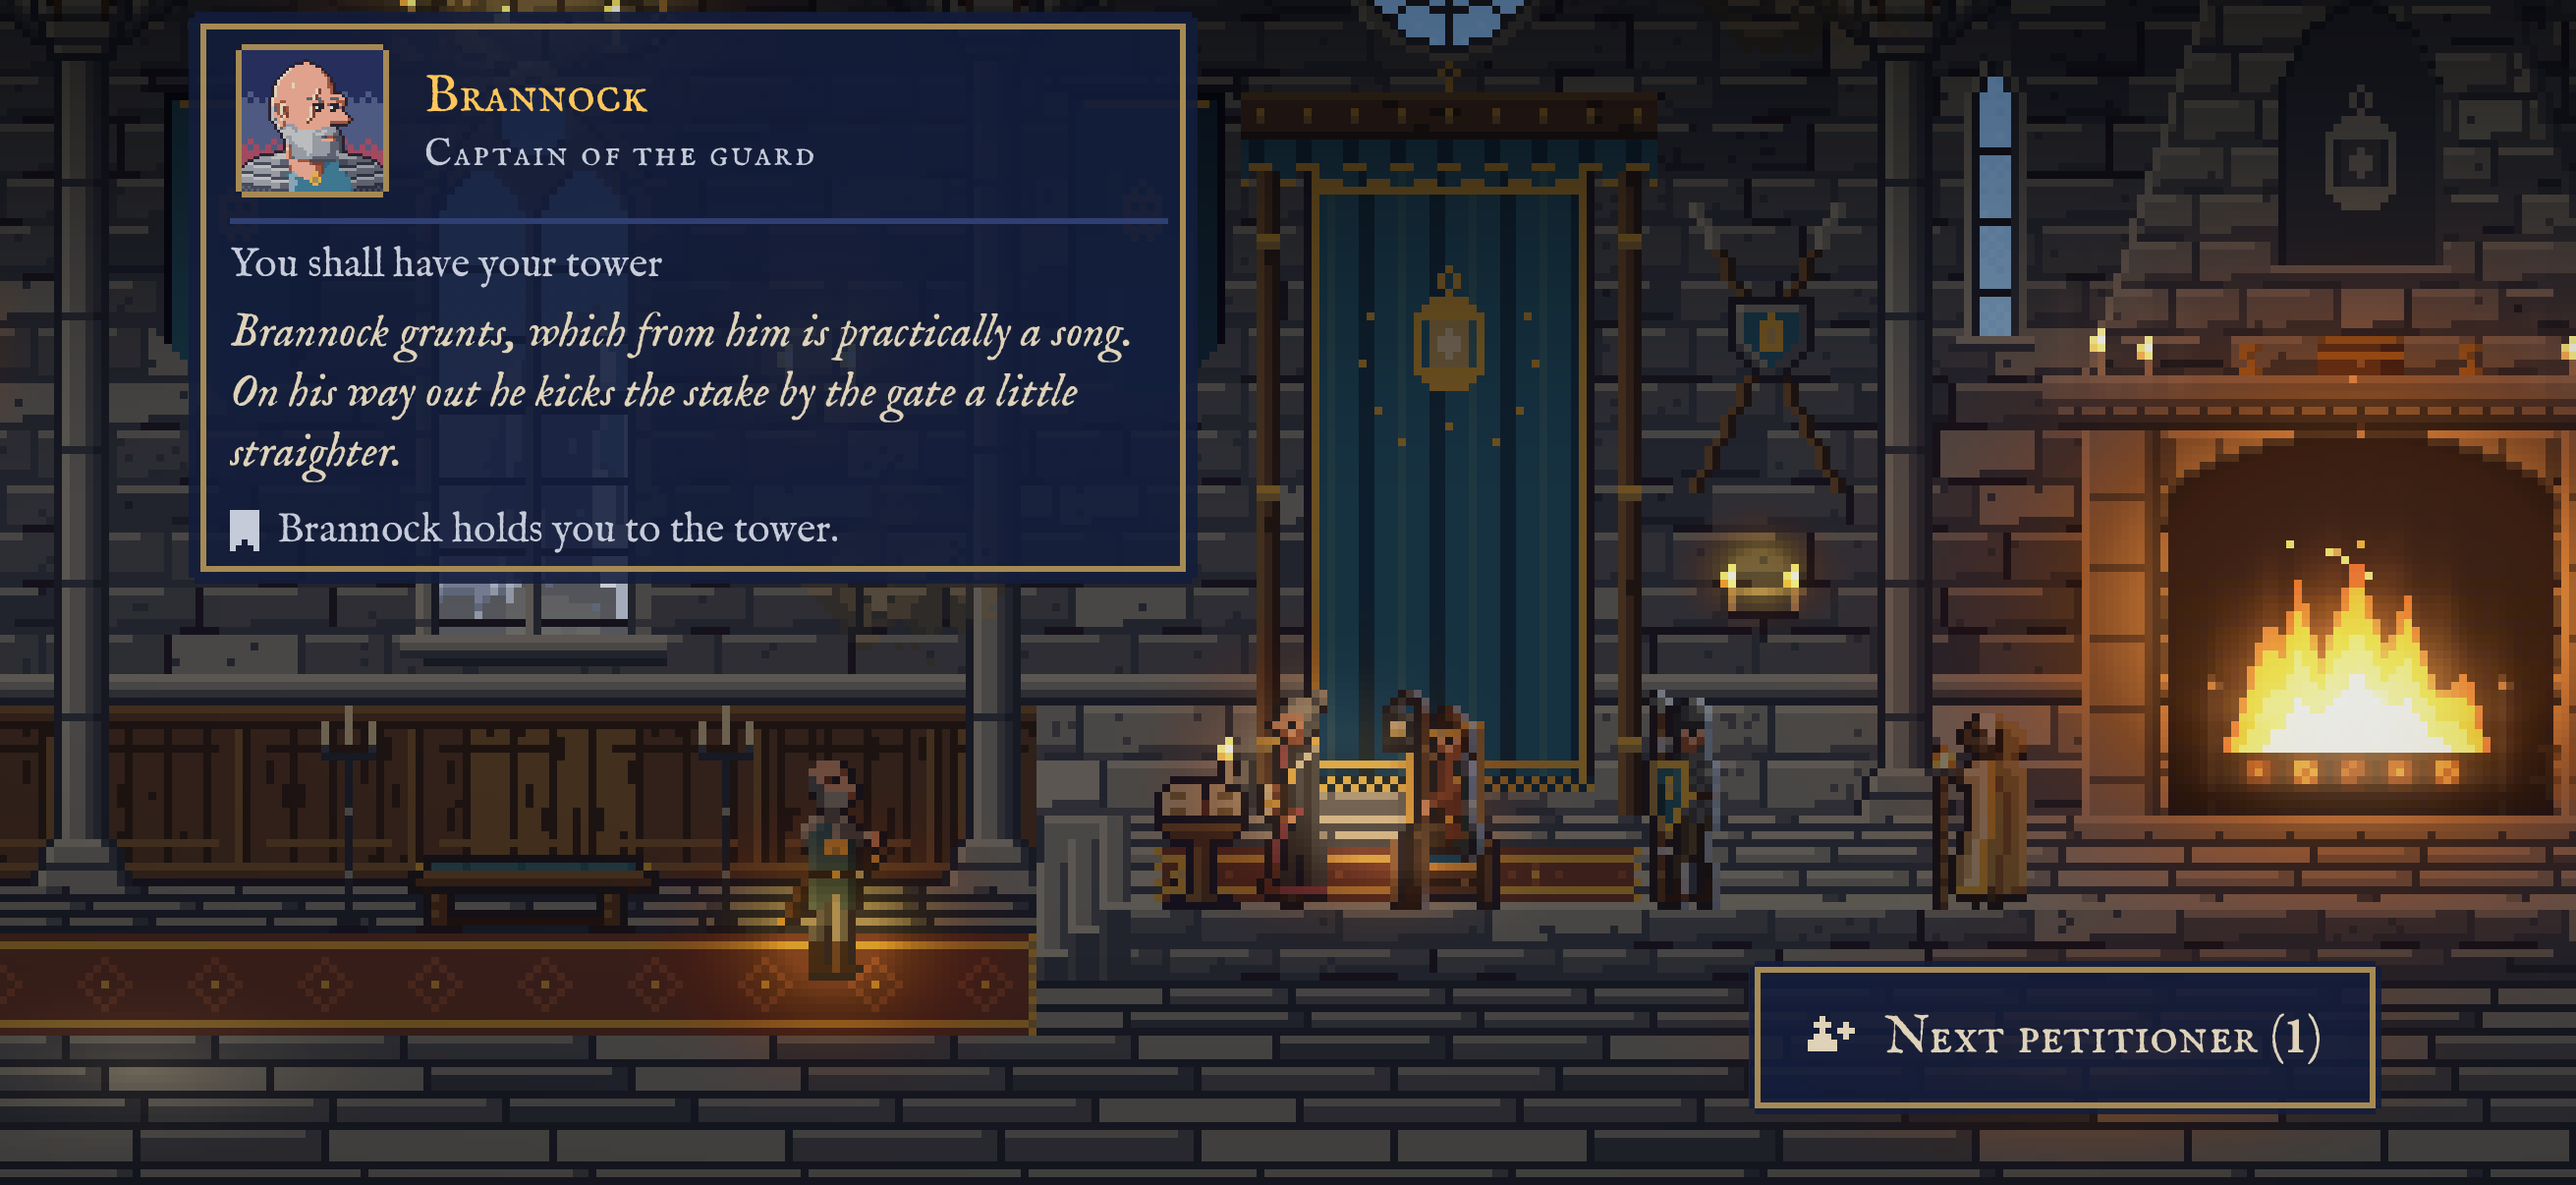 Brannock
Captain of the guard
You shall have your tower
Brannock grunts, which from him is practically a song.
On his way out he kicks the stake by the gate a little
straighter.
Brannock holds you to the tower.
Next petitioner (1)